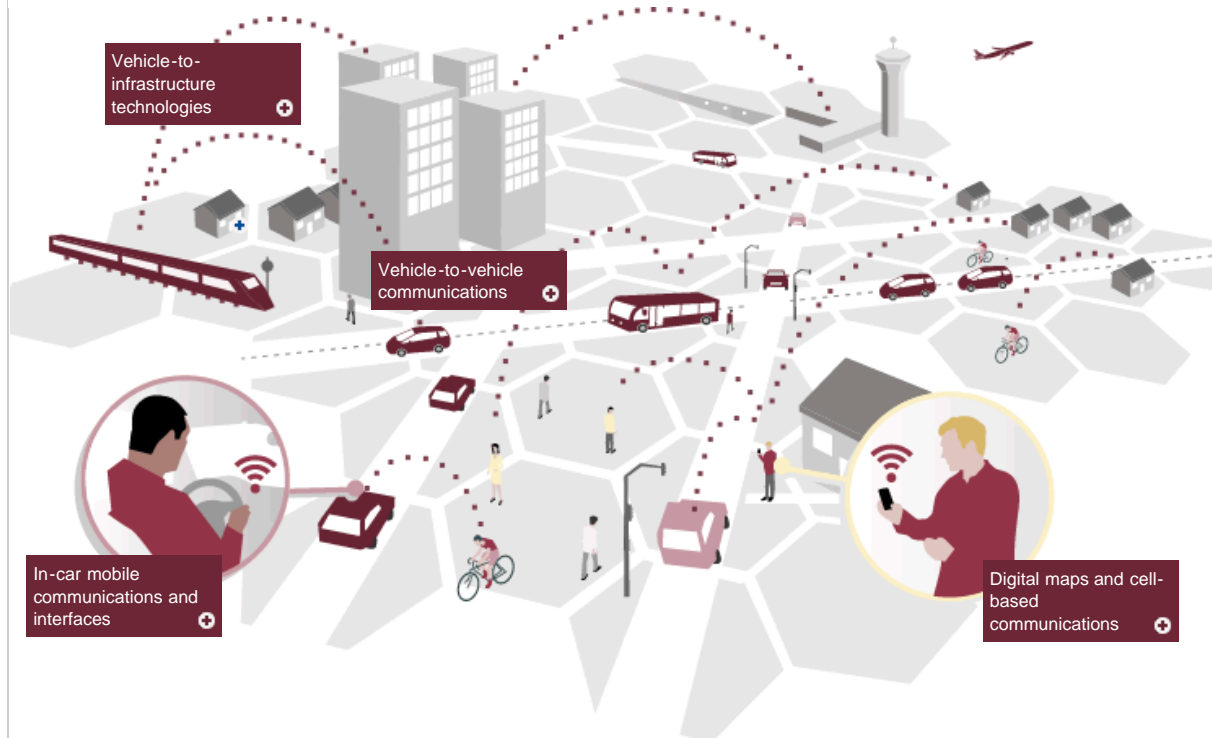 Vehicle-to-
infrastructure
technologies
Vehicle-to-vehicle
communications
In-car mobile
communications and
interfaces
Digital maps and cell-
based
communications